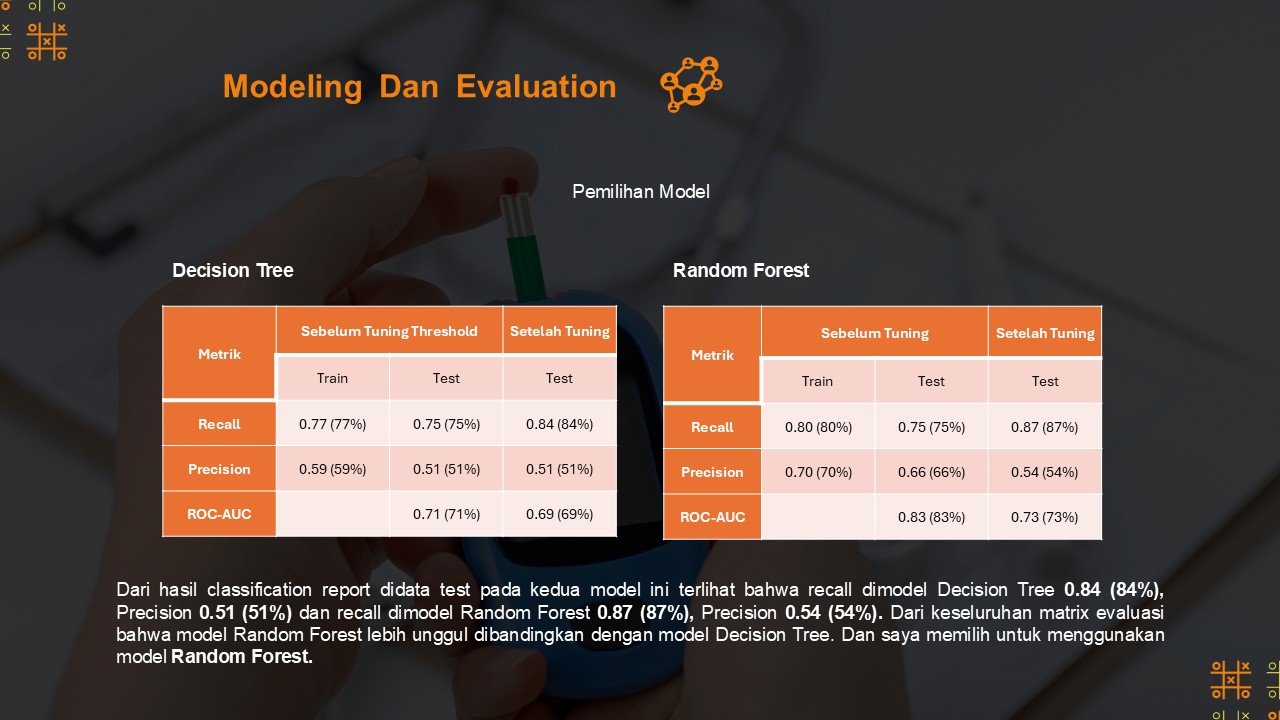 Modeling Dan Evaluation
Pemilihan Model
Decision Tree
Metrik Sebelum Tuning Threshold Setelah Tuning
Train Test Test
Recall 0.77 (77%) 0.75 (75%) 0.84 (84%)
Precision 0.59 (59%) 0.51 (51%) 0.51 (51%)
ROC-AUC 0.71 (71%) 0.69 (69%)
Random Forest
Metrik Sebelum Tuning Setelah Tuning
Train Test Test
Recall 0.80 (80%) 0.75 (75%) 0.87 (87%)
Precision 0.70 (70%) 0.66 (66%) 0.54 (54%)
ROC-AUC 0.83 (83%) 0.73 (73%)
Dari hasil classification report didata test pada kedua model ini terlihat bahwa recall dimodel Decision Tree 0.84 (84%),
Precision 0.51 (51%) dan recall dimodel Random Forest 0.87 (87%), Precision 0.54 (54%). Dari keseluruhan matrix evaluasi
bahwa model Random Forest lebih unggul dibandingkan dengan model Decision Tree. Dan saya memilih untuk menggunakan
model Random Forest.